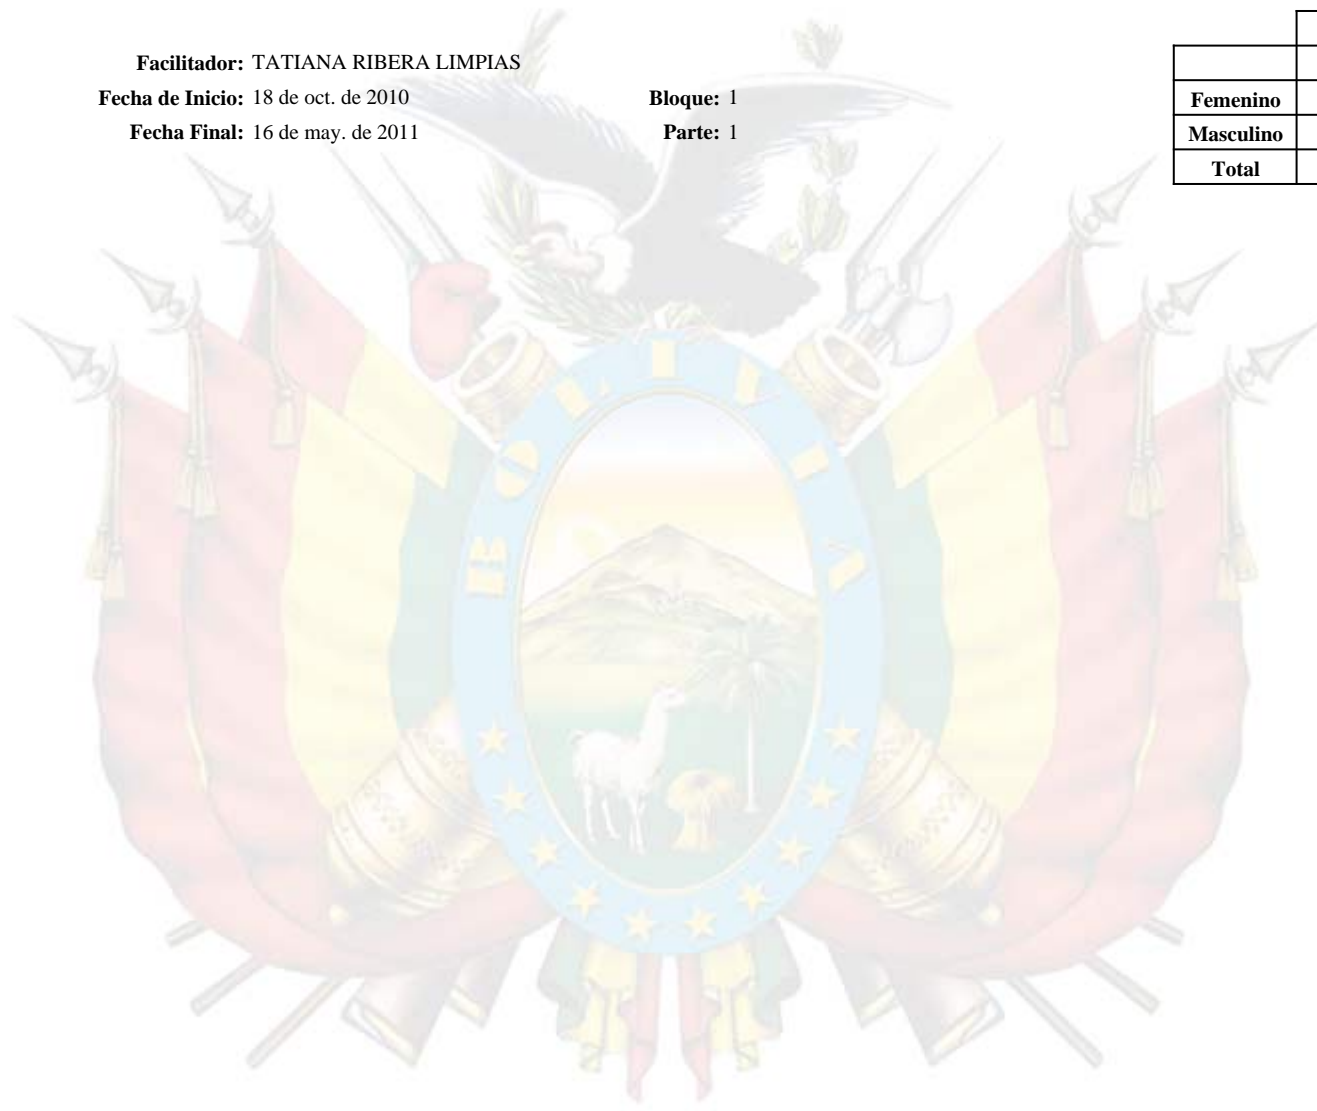 Facilitador: TATIANA RIBERA LIMPIAS
Fecha de Inicio: 18 de oct. de 2010 Bloque: 1
Fecha Final: 16 de may. de 2011 Parte: 1
Femenino
Masculino
Total
BOLIVIA